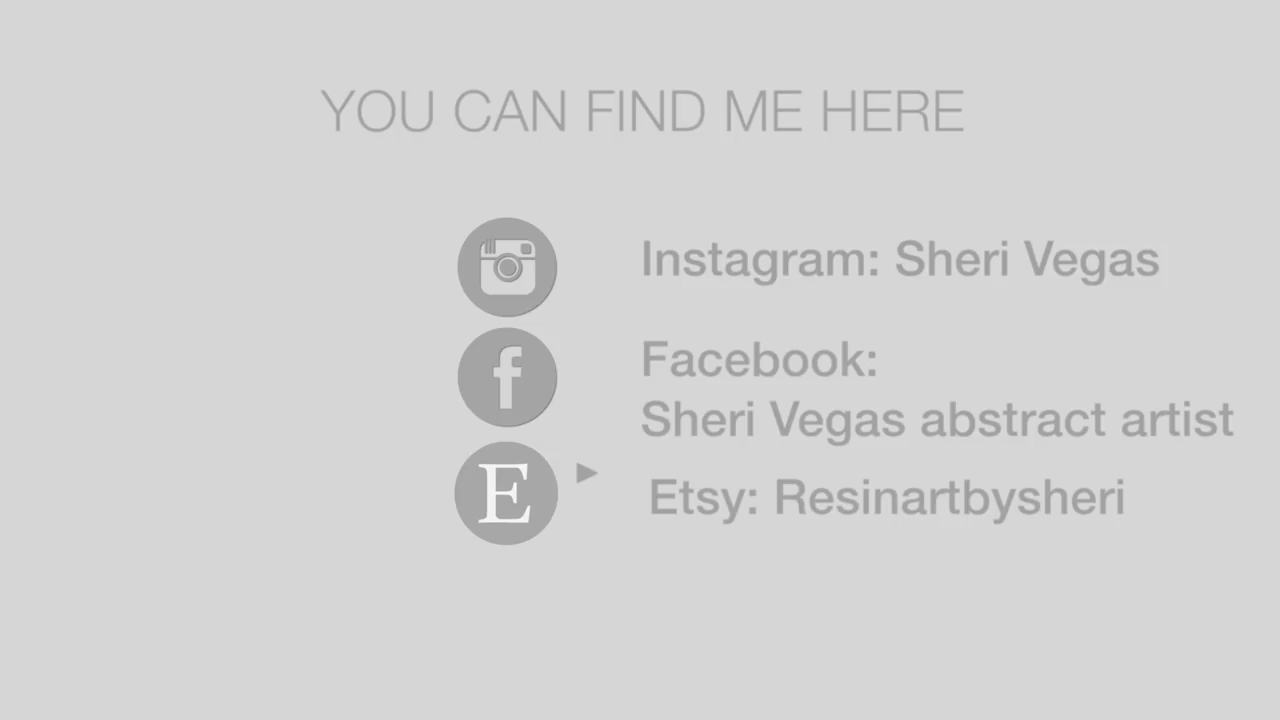 YOU CAN FIND ME HERE
Instagram: Sheri Vegas
f
Facebook:
Sheri Vegas abstract artist
E
Etsy: Resinartbysheri